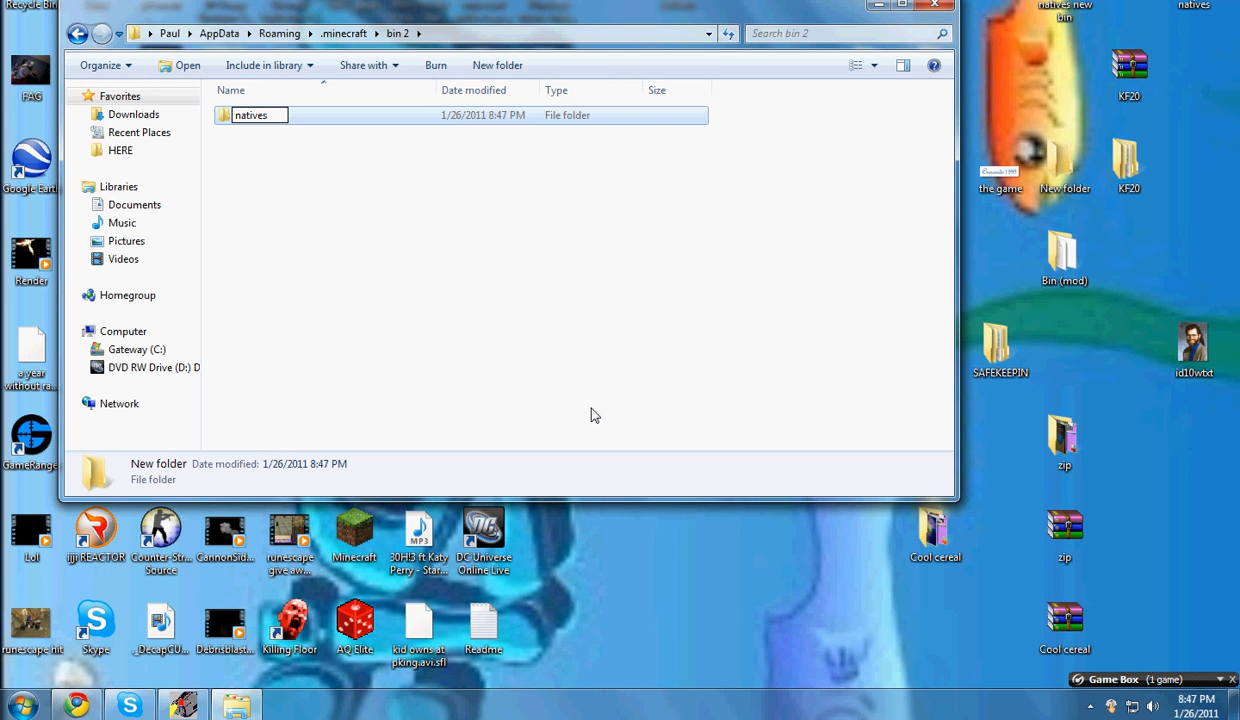 Recycle Bin
natives new
bin
natives
Paul
AppData
Roaming
.minecraft
bin 2
Search bin 2
Organize
Open
Include in library
Share with
Burn
New folder
Name
Date modified
Type
Size
natives
1/26/2011 8:47 PM
File folder
Favorites
Downloads
Recent Places
HERE
Libraries
Documents
Music
Pictures
Videos
Homegroup
Computer
Gateway (C:)
DVD RW Drive (D:) D
Network
New folder
Date modified: 1/26/2011 8:47 PM
File folder
FAG
Google Earth
Render
a year
without ra...
GameRange
KF20
the game
New folder
KF20
Bin (mod)
SAFEKEEPIN
id10wtxt
zip
Lol
ijji REACTOR
Counter-Str...
Source
CannonSid...
runescape
give aw...
Minecraft
30H!3 ft Katy
Perry - Star...
DC Universe
Online Live
Cool cereal
zip
runescape hit
Skype
_DecapGU...
Debrisblast...
Killing Floor
AQ Elite
kid owns at
pking.avi.sfl
Readme
Cool cereal
Game Box (1 game)
8:47 PM
1/26/2011